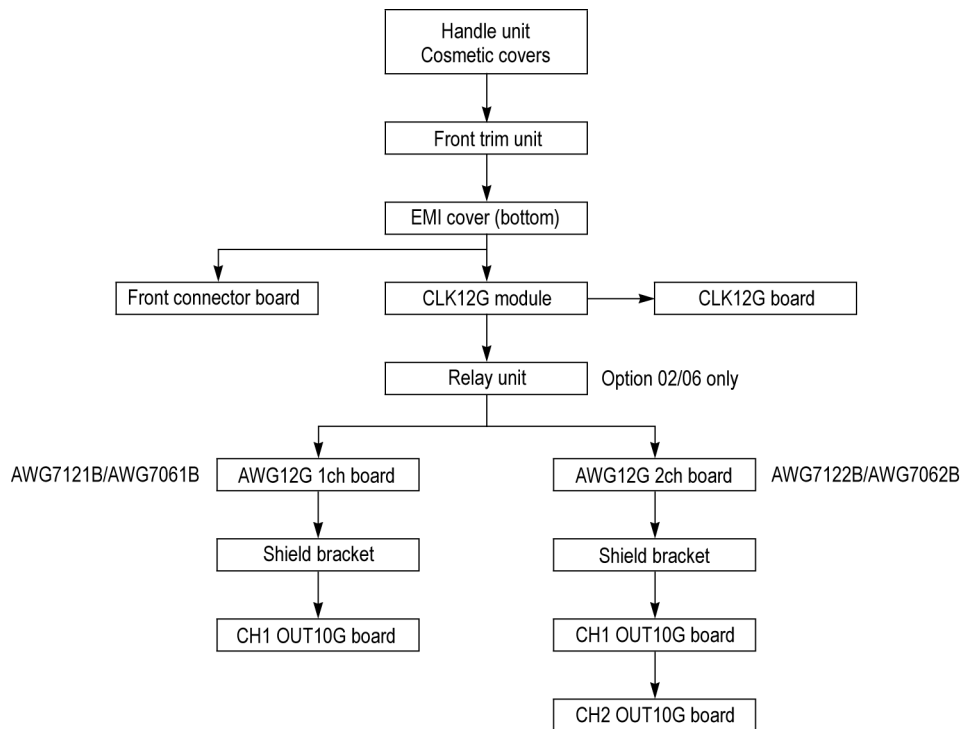 Handle unit
Cosmetic covers
Front trim unit
EMI cover (bottom)
Front connector board
CLK12G module
CLK12G board
Relay unit
Option 02/06 only
AWG7121B/AWG7061B
AWG12G 1ch board
AWG12G 2ch board
AWG7122B/AWG7062B
Shield bracket
Shield bracket
CH1 OUT10G board
CH1 OUT10G board
CH2 OUT10G board